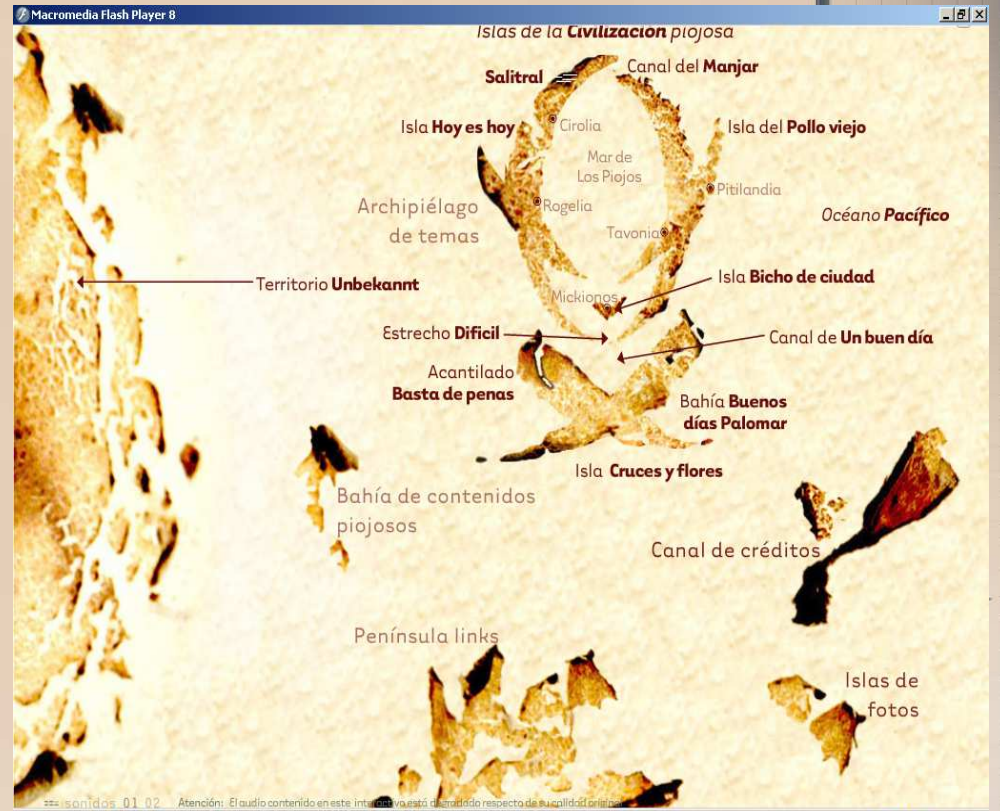 Macromedia Flash Player 8
Islas de la Civilización piojosa
Canal del Manjar
Salitral
Isla Hoy es hoy
Cirolia
Isla del Pollo viejo
Mar de
Los Piojos
Pitilandia
Archipiélago
de temas
Rogelia
Océano Pacífico
Tavonia
Territorio Unbekannt
Isla Bicho de ciudad
Mickionos
Estrecho Dificil
Canal de Un buen día
Acantilado
Basta de penas
Bahía Buenos
días Palomar
Isla Cruces y flores
Bahía de contenidos
piojosos
Canal de créditos
Península links
Islas de
fotos
sonidos 01 02
Atención: El audio contenido en este interactivo está degradado respecto de su calidad original